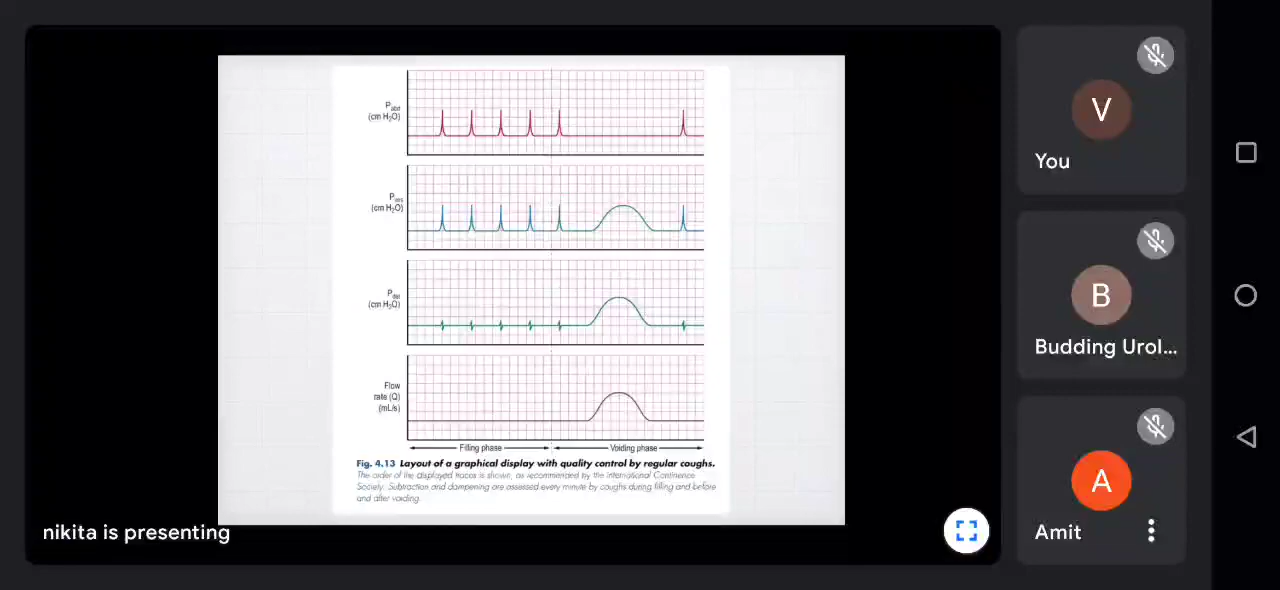 P abd
(cm H₂O)
P ves
(cm H₂O)
P det
(cm H₂O)
Flow
rate (Q)
(mL/s)
Filling phase
Voiding phase
Fig. 4.13 Layout of a graphical display with quality control by regular coughs.
The order of the displayed traces is shown, as recommended by the International Continence
Society. Subtraction and dampening are assessed every minute by coughs during filling and before
and after voiding.
nikita is presenting
V
You
B
Budding Urol...
A
Amit